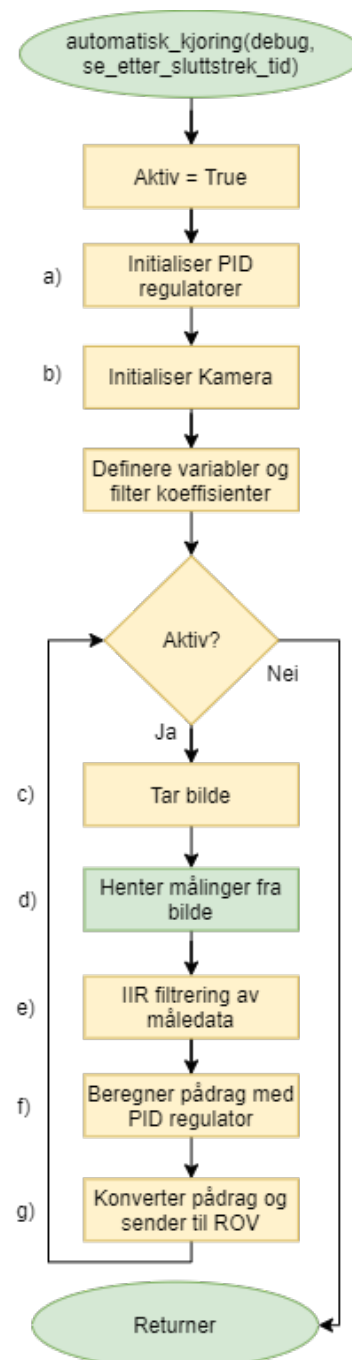 automatisk_kjoring(debug,
se_etter_sluttstrek_tid)
Aktiv = True
a)
Initialiser PID
regulatorer
b)
Initialiser Kamera
Definere variabler og
filter koeffisienter
Aktiv?
Nei
Ja
c)
Tar bilde
d)
Henter målinger fra
bilde
e)
IIR filtrering av
måledata
f)
Beregner pådrag med
PID regulator
g)
Konverter pådrag og
sender til ROV
Returner